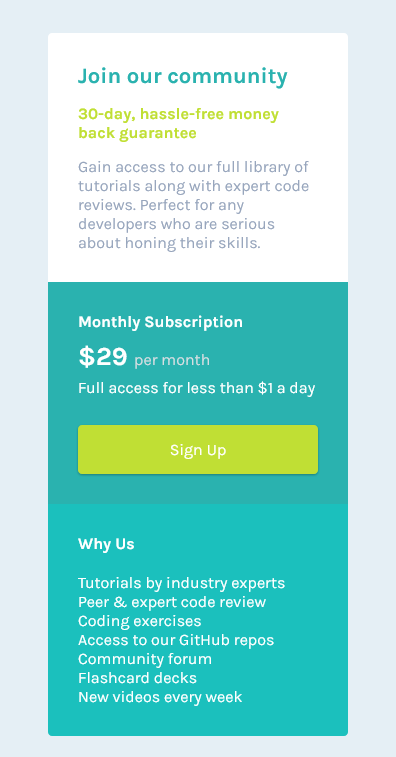 Join our community
30-day, hassle-free money
back guarantee
Gain access to our full library of
tutorials along with expert code
reviews. Perfect for any
developers who are serious
about honing their skills.
Monthly Subscription
$29 per month
Full access for less than $1 a day
Sign Up
Why Us
Tutorials by industry experts
Peer & expert code review
Coding exercises
Access to our GitHub repos
Community forum
Flashcard decks
New videos every week